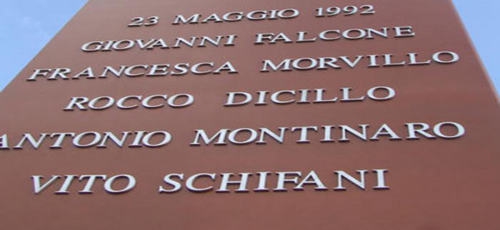 23 MAGGIO 1992
GIOVANNI FALCONE
FRANCESCA MORVILLO
ROCCO DICILLO
ANTONIO MONTINARO
VITO SCHIFANI